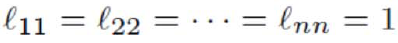 ℓ₁₁ = ℓ₂₂ = ⋯ = ℓₙₙ = 1